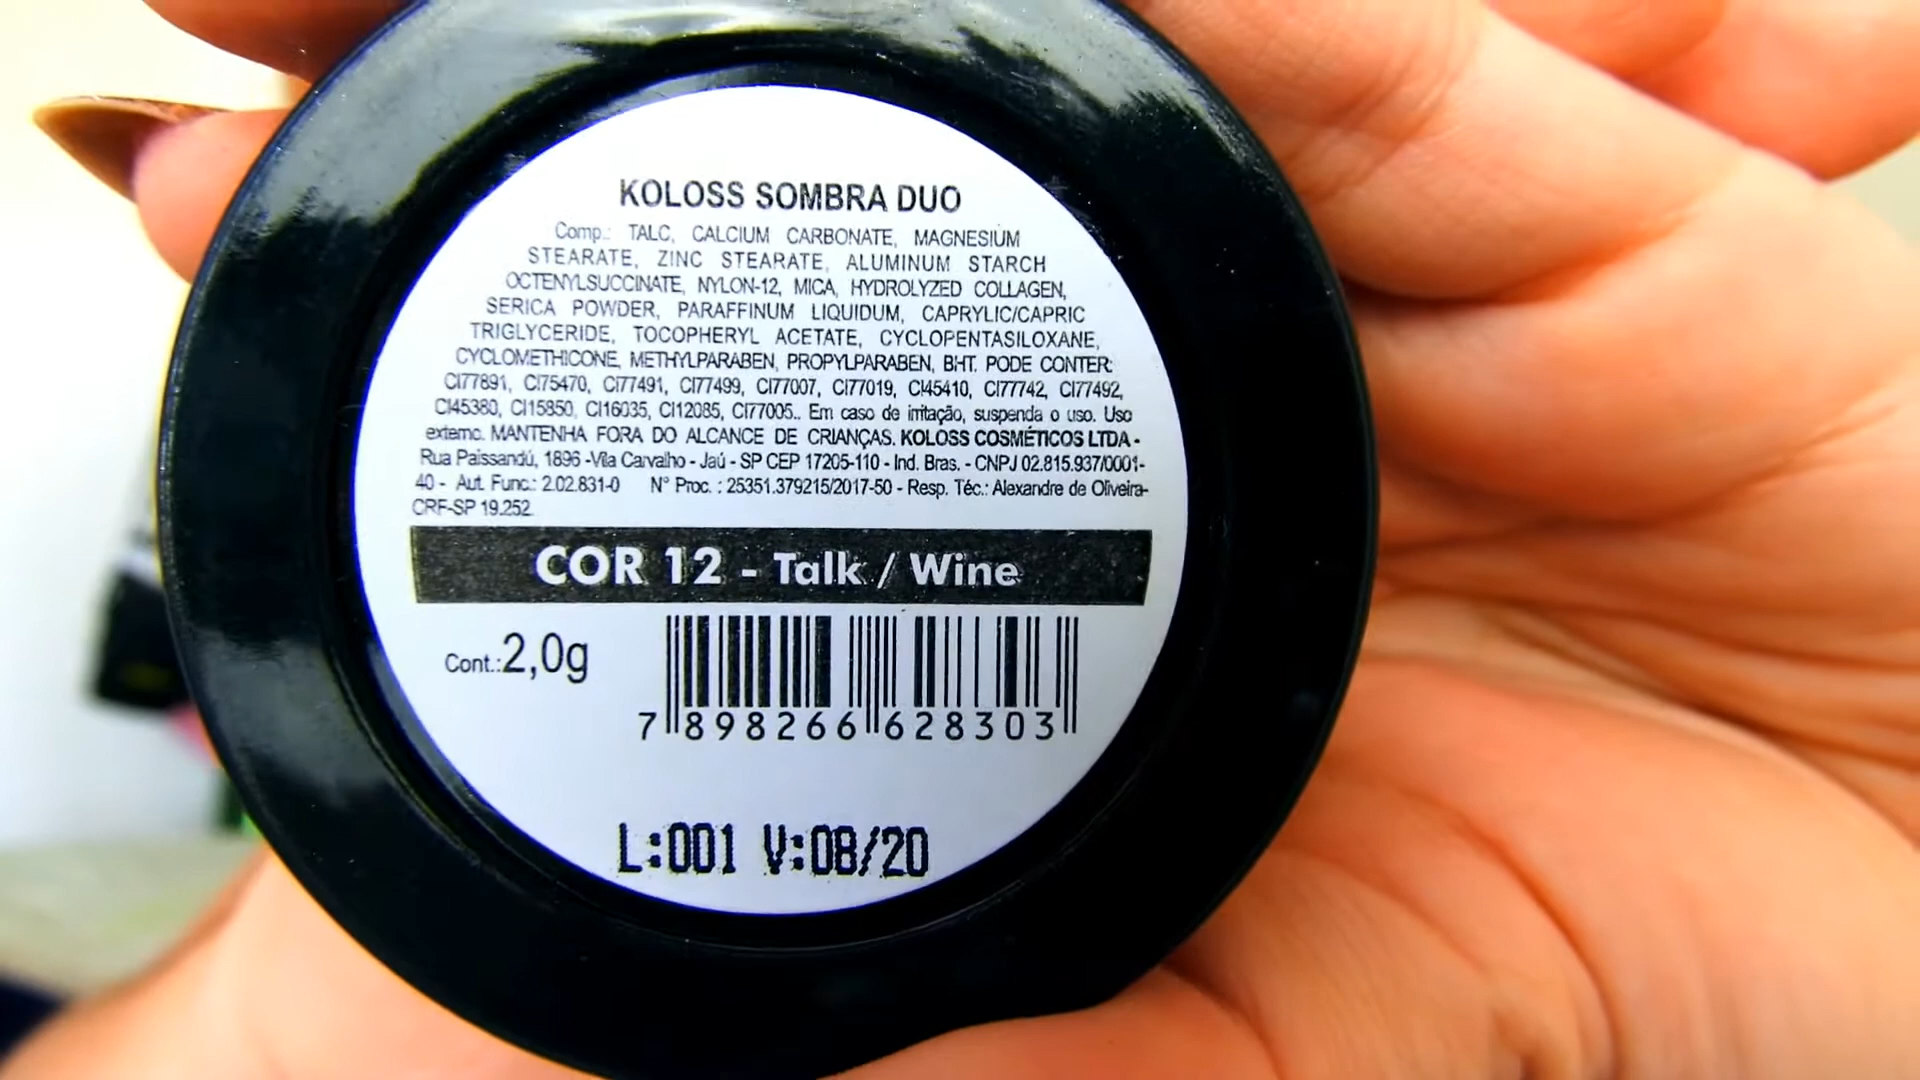 KOLOSS SOMBRA DUO
Comp.: TALC, CALCIUM CARBONATE, MAGNESIUM
STEARATE, ZINC STEARATE, ALUMINUM STARCH
OCTENYLSUCCINATE, NYLON-12, MICA, HYDROLYZED COLLAGEN,
SERICA POWDER, PARAFFINUM LIQUIDUM, CAPRYLIC/CAPRIC
TRIGLYCERIDE, TOCOPHERYL ACETATE, CYCLOPENTASILOXANE,
CYCLOMETHICONE, METHYLPARABEN, PROPYLPARABEN, BHT. PODE CONTER:
CI77891, CI75470, CI77491, CI77499, CI77007, CI77019, CI45410, CI77742, CI77492,
CI45380, CI15850, CI16035, CI12085, CI77005.. Em caso de irritação, suspenda o uso. Uso
externo. MANTENHA FORA DO ALCANCE DE CRIANÇAS. KOLOSS COSMÉTICOS LTDA -
Rua Paissandú, 1896 -Vila Carvalho - Jaú - SP CEP 17205-110 - Ind. Bras. - CNPJ 02.815.937/0001-
40 - Aut. Func.: 2.02.831-0 N° Proc. : 25351.379215/2017-50 - Resp. Téc.: Alexandre de Oliveira-
CRF-SP 19.252
COR 12 - Talk / Wine
Cont.:2,0g
7 898266 628303
L:001 V:08/20